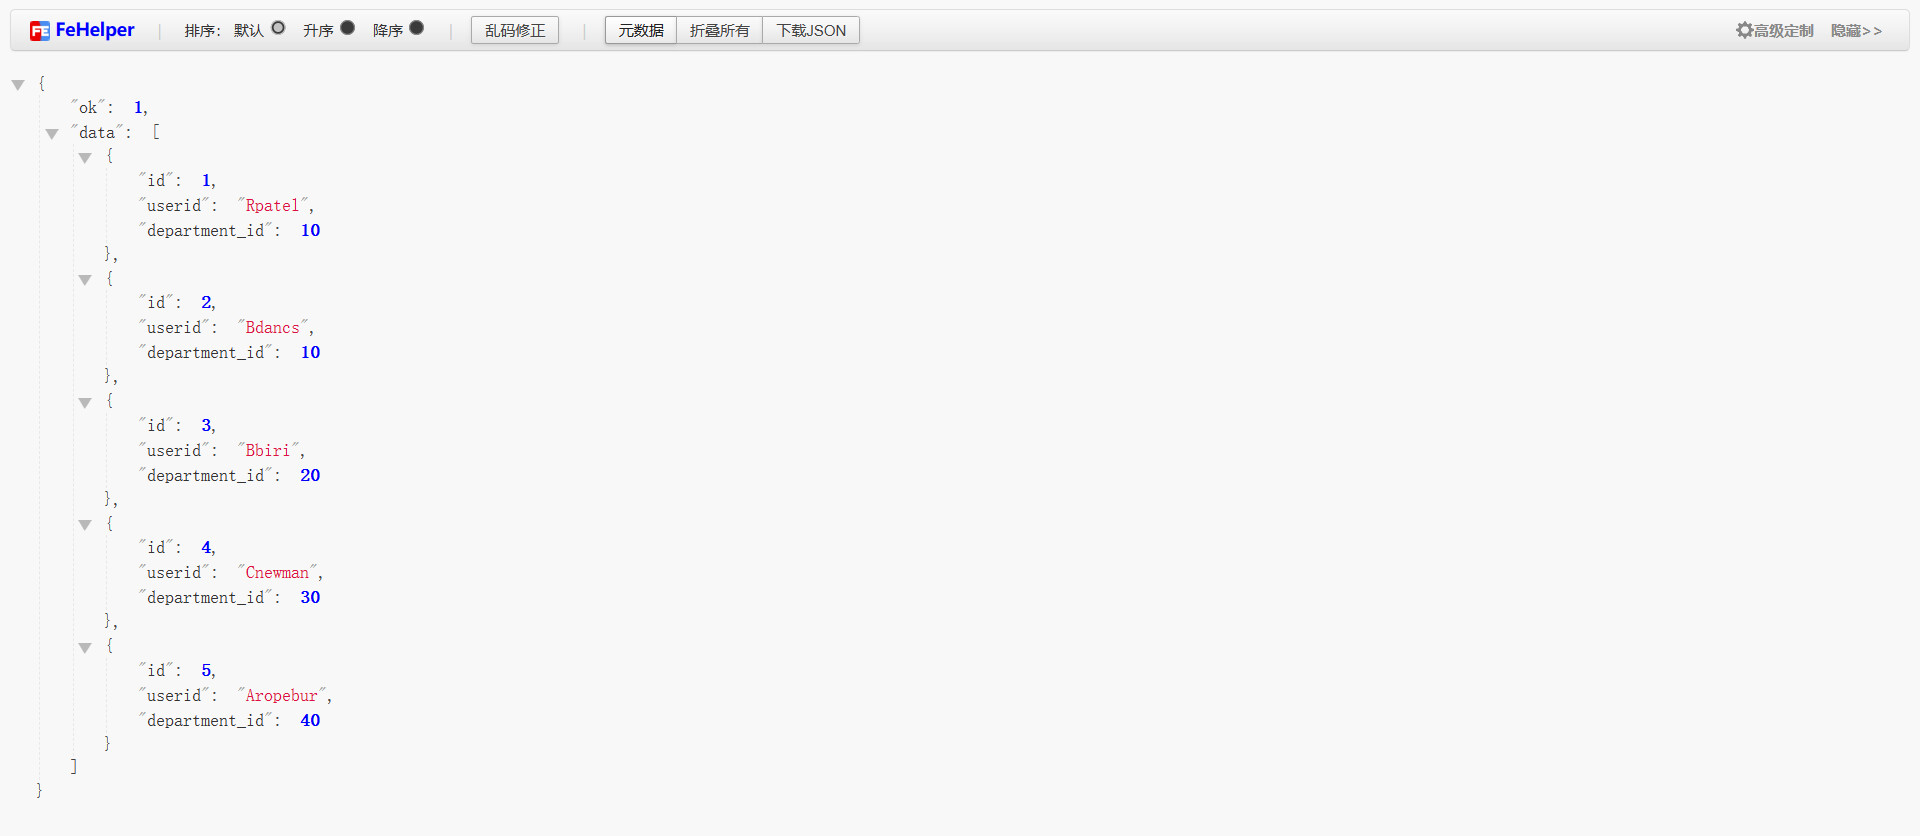 FeHelper | 排序: 默认 升序 降序 | 乱码修正 | 元数据 折叠所有 下载JSON 高级定制 隐藏>>
{
"ok": 1,
"data": [
{
"id": 1,
"userid": "Rpatel",
"department_id": 10
},
{
"id": 2,
"userid": "Bdancs",
"department_id": 10
},
{
"id": 3,
"userid": "Bbiri",
"department_id": 20
},
{
"id": 4,
"userid": "Cnewman",
"department_id": 30
},
{
"id": 5,
"userid": "Aropebur",
"department_id": 40
}
]
}